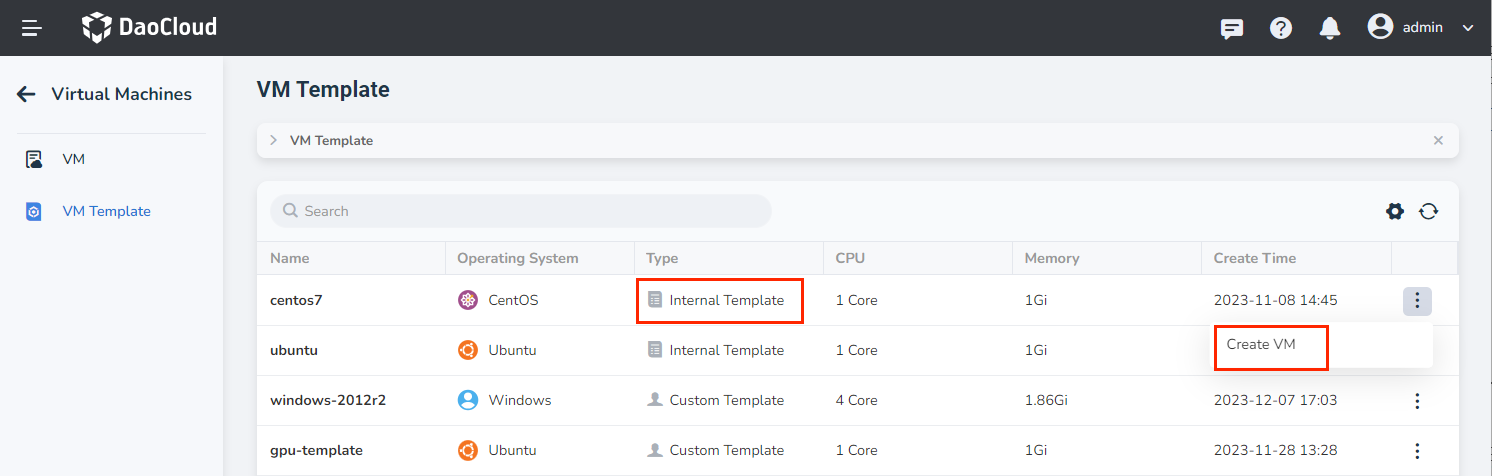 DaoCloud
admin
Virtual Machines
VM
VM Template
VM Template
VM Template
Search
Name Operating System Type CPU Memory Create Time
centos7 CentOS Internal Template 1 Core 1Gi 2023-11-08 14:45
ubuntu Ubuntu Internal Template 1 Core 1Gi
Create VM
windows-2012r2 Windows Custom Template 4 Core 1.86Gi 2023-12-07 17:03
gpu-template Ubuntu Custom Template 1 Core 1Gi 2023-11-28 13:28